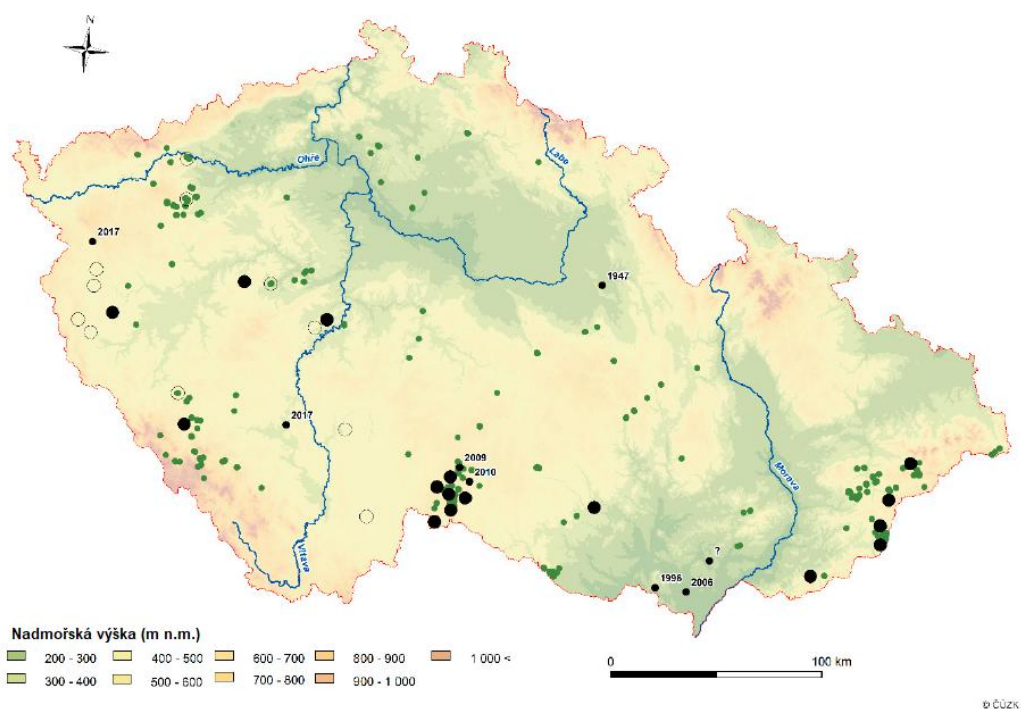 N
Ohře
Labe
2017
1947
2017
2009
2010
Morava
Vltava
?
1996
2006
Nadmořská výška (m n.m.)
200 - 300 400 - 500 600 - 700 800 - 900 1 000 <
300 - 400 500 - 600 700 - 800 900 - 1 000
0 100 km
© ČÚZK